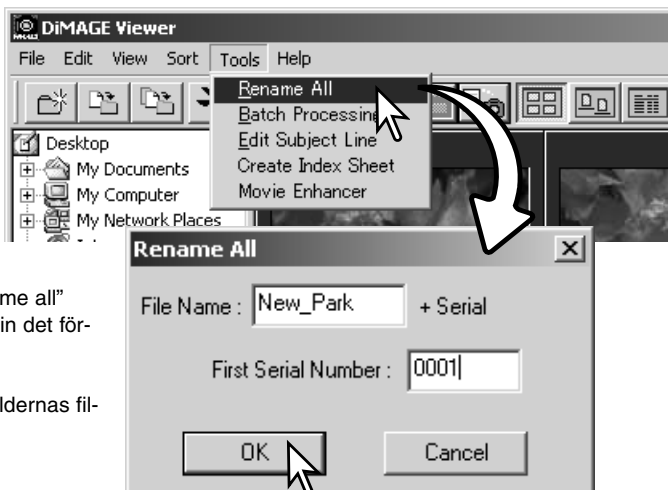 DiMAGE Viewer
File Edit View Sort Tools Help
Rename All
Batch Processing
Edit Subject Line
Create Index Sheet
Movie Enhancer
Desktop
My Documents
My Computer
My Network Places
Rename All
File Name : New_Park + Serial
First Serial Number : 0001
OK Cancel
me all”
in det för-
ldernas fil-